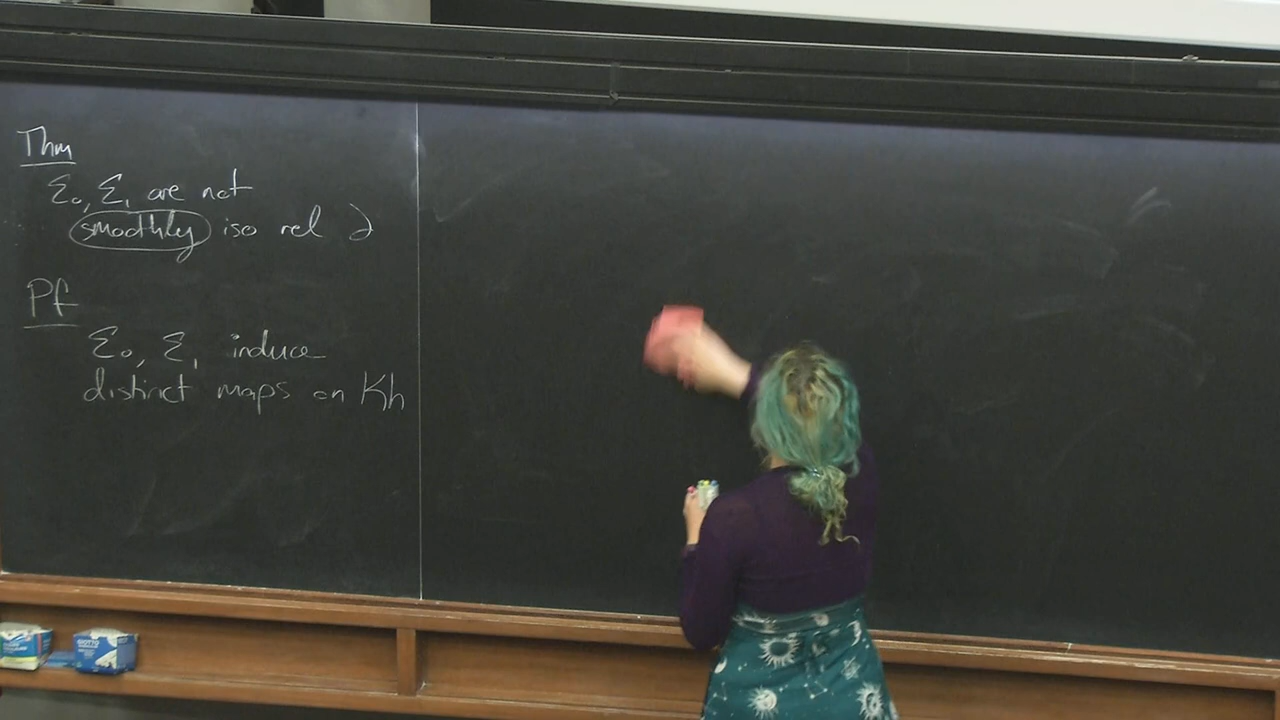 Thm
Σ₀, Σ₁ are not
smoothly iso rel ∂
Pf
Σ₀, Σ₁ induce
distinct maps on Kh